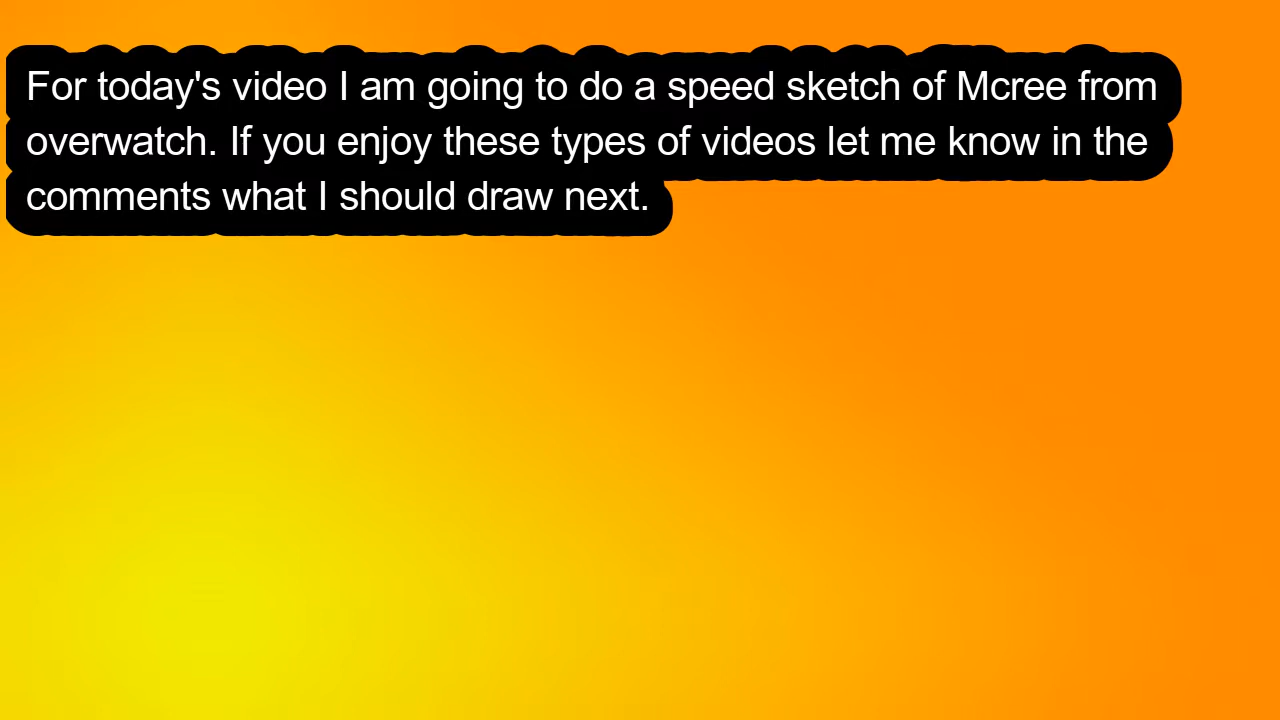 For today's video I am going to do a speed sketch of Mcree from
overwatch. If you enjoy these types of videos let me know in the
comments what I should draw next.